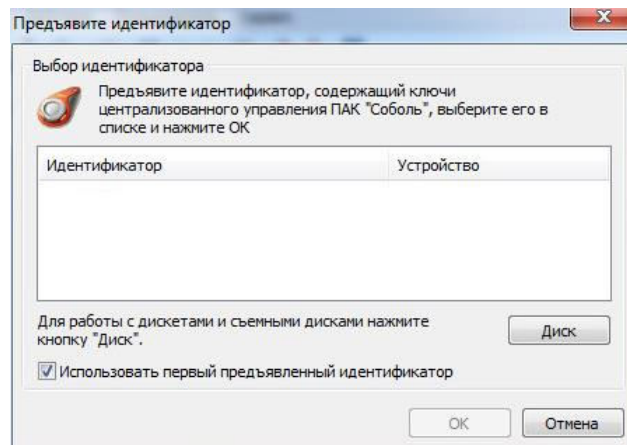 Предъявите идентификатор
Выбор идентификатора
Предъявите идентификатор, содержащий ключи
централизованного управления ПАК "Соболь", выберите его в
списке и нажмите ОК
Идентификатор Устройство
Для работы с дискетами и съемными дисками нажмите
кнопку "Диск".
Диск
Использовать первый предъявленный идентификатор
ОК Отмена